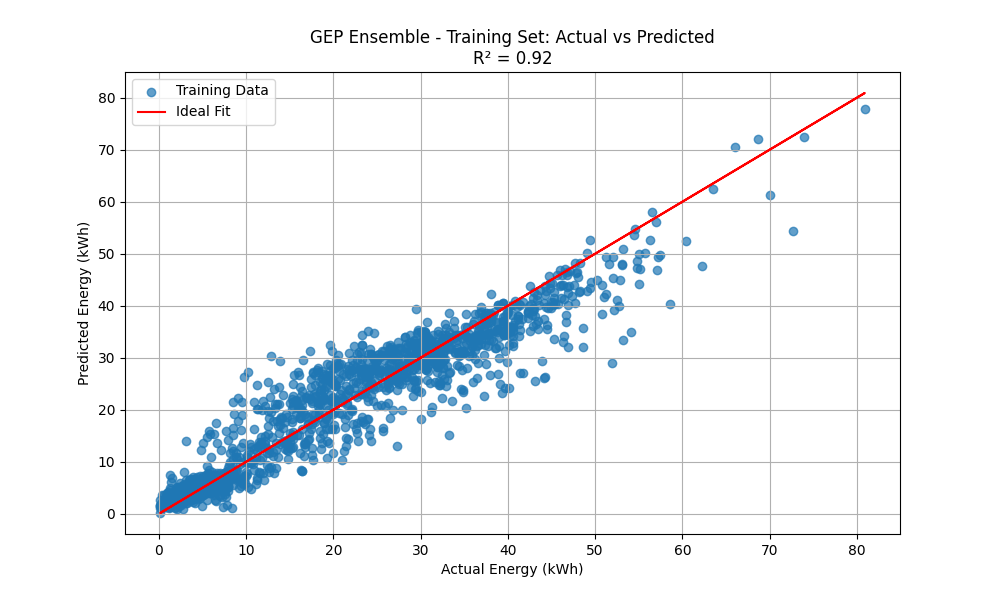 GEP Ensemble - Training Set: Actual vs Predicted
R² = 0.92
Training Data
Ideal Fit
Predicted Energy (kWh)
80
70
60
50
40
30
20
10
0
0 10 20 30 40 50 60 70 80
Actual Energy (kWh)